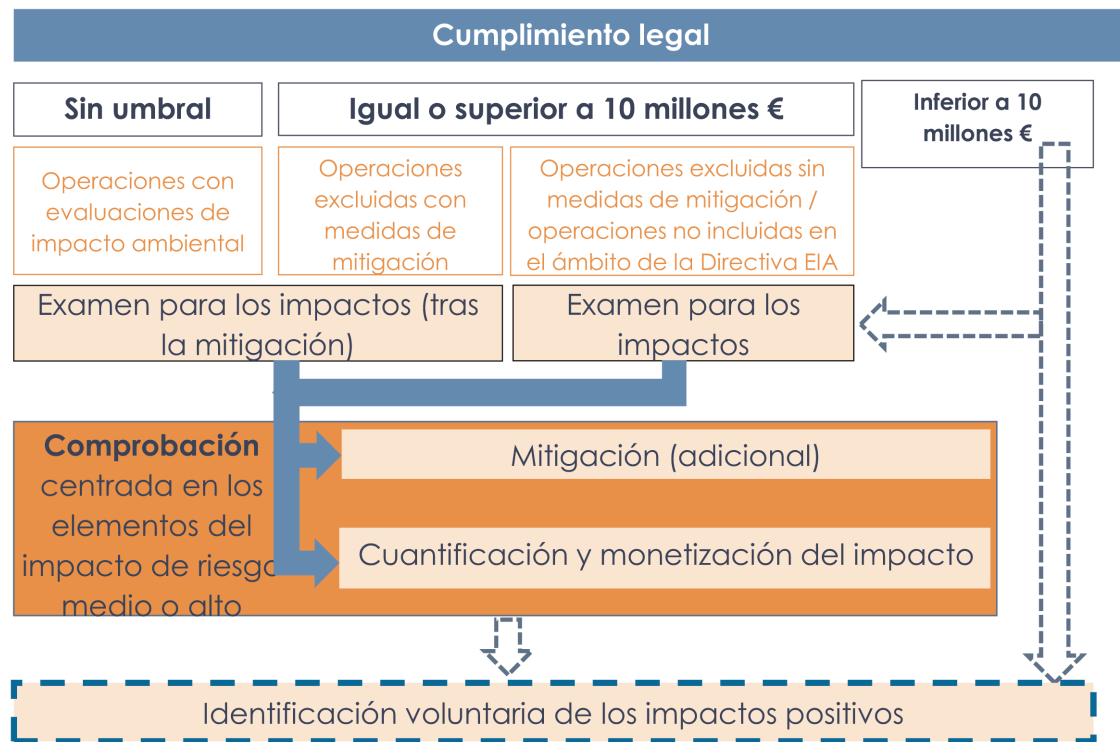 Cumplimiento legal
Sin umbral
Igual o superior a 10 millones €
Inferior a 10
millones €
Operaciones con
evaluaciones de
impacto ambiental
Operaciones
excluidas con
medidas de
mitigación
Operaciones excluidas sin
medidas de mitigación /
operaciones no incluidas en
el ámbito de la Directiva EIA
Examen para los impactos (tras
la mitigación)
Examen para los
impactos
Comprobación
centrada en los
elementos del
impacto de riesgo
medio o alto
Mitigación (adicional)
Cuantificación y monetización del impacto
Identificación voluntaria de los impactos positivos